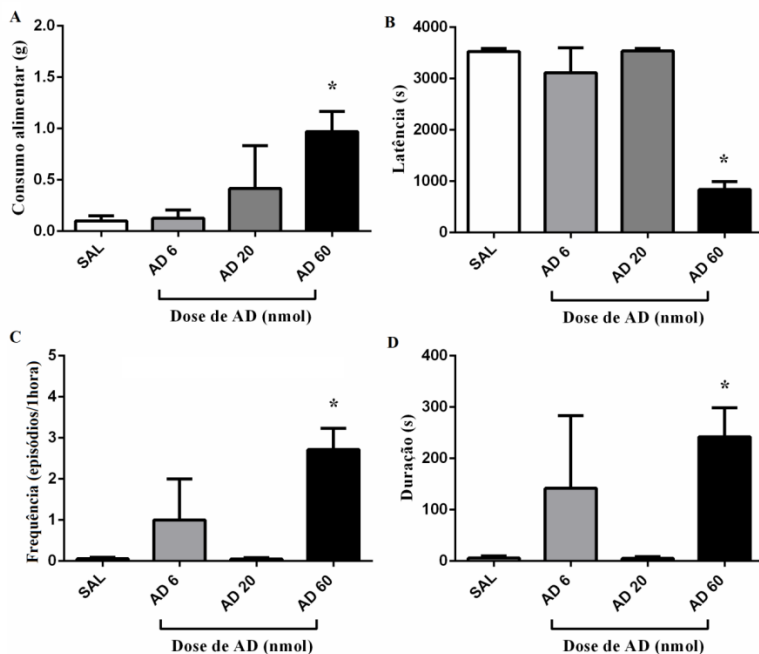 A
Consumo alimentar (g)
2.0
1.5
1.0
0.5
0.0
*
SAL
AD 6
AD 20
AD 60
Dose de AD (nmol)
B
Latência (s)
4000
3000
2000
1000
0
*
SAL
AD 6
AD 20
AD 60
Dose de AD (nmol)
C
Frequência (episódios/1hora)
5
4
3
2
1
0
*
SAL
AD 6
AD 20
AD 60
Dose de AD (nmol)
D
Duração (s)
400
300
200
100
0
*
SAL
AD 6
AD 20
AD 60
Dose de AD (nmol)